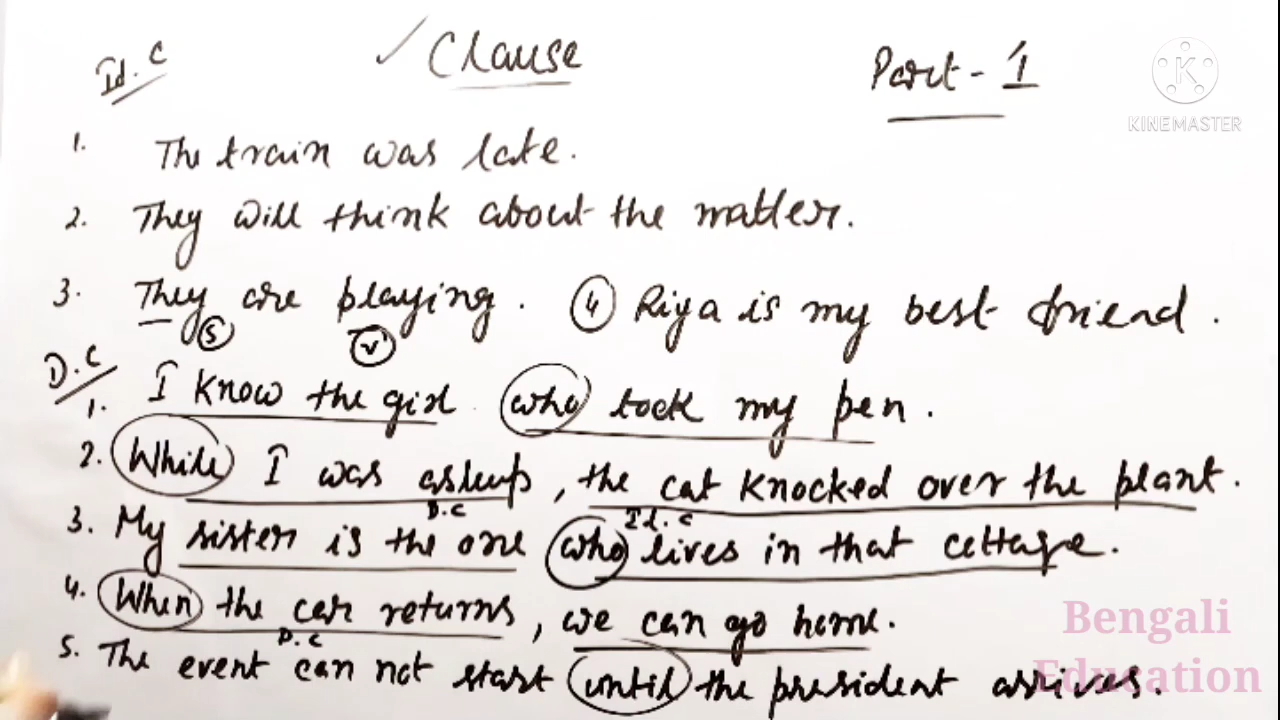 Id. C ✓ Clause Part - 1
KINEMASTER
1. The train was late.
2. They will think about the matter.
3. They are playing. ④ Riya is my best friend.
S V
D.C
1. I know the girl who took my pen.
2. While I was asleep, the cat knocked over the plant.
D.C Id. C
3. My sister is the one who lives in that cottage.
4. When the car returns, we can go home.
D.C
5. The event can not start until the president arrives.
Bengali
Education